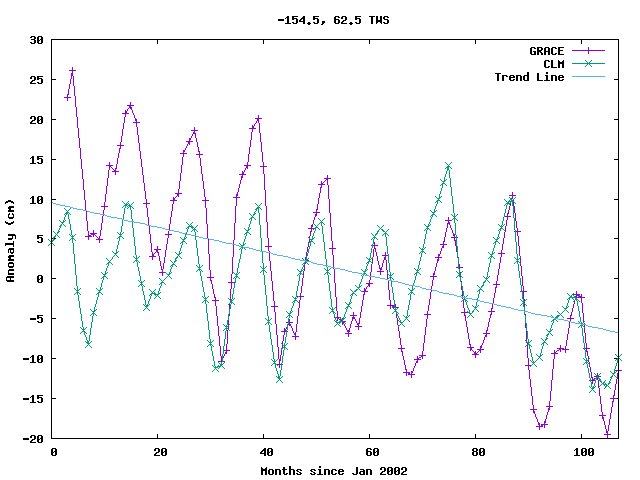 -154.5, 62.5 TWS
GRACE
CLM
Trend Line
30
25
20
15
10
5
0
-5
-10
-15
-20
Anomaly (cm)
0 20 40 60 80 100
Months since Jan 2002